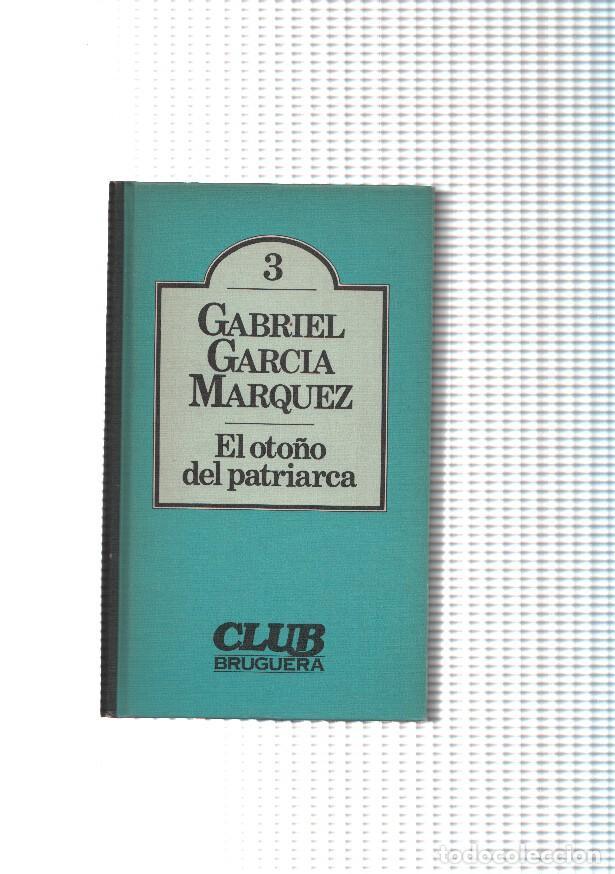 3
GABRIEL
GARCIA
MARQUEZ
El otoño
del patriarca
CLUB
BRUGUERA
todocoleccion